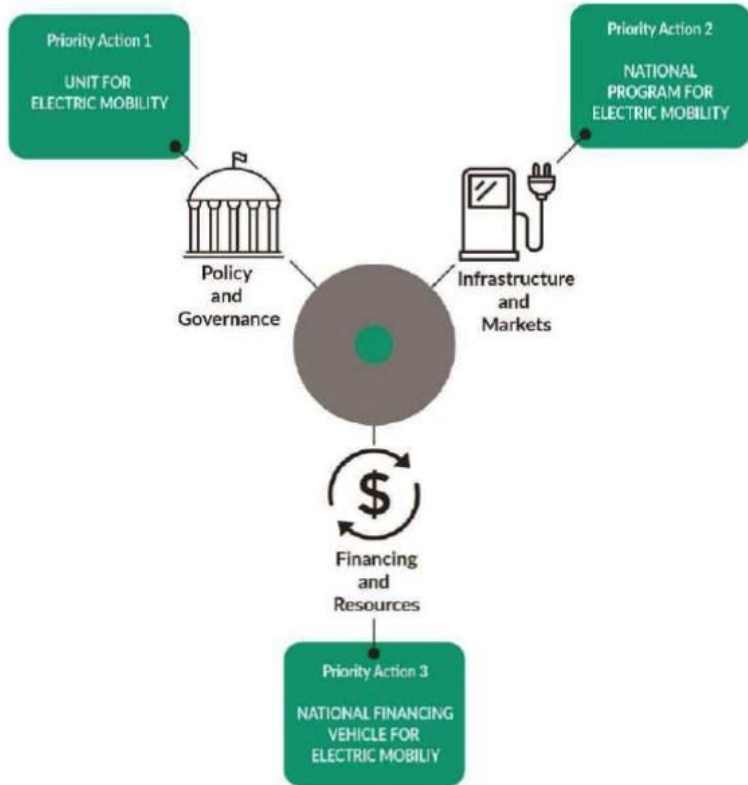 Priority Action 1
UNIT FOR
ELECTRIC MOBILITY
Priority Action 2
NATIONAL
PROGRAM FOR
ELECTRIC MOBILITY
Policy
and
Governance
Infrastructure
and
Markets
$
Financing
and
Resources
Priority Action 3
NATIONAL FINANCING
VEHICLE FOR
ELECTRIC MOBILIY